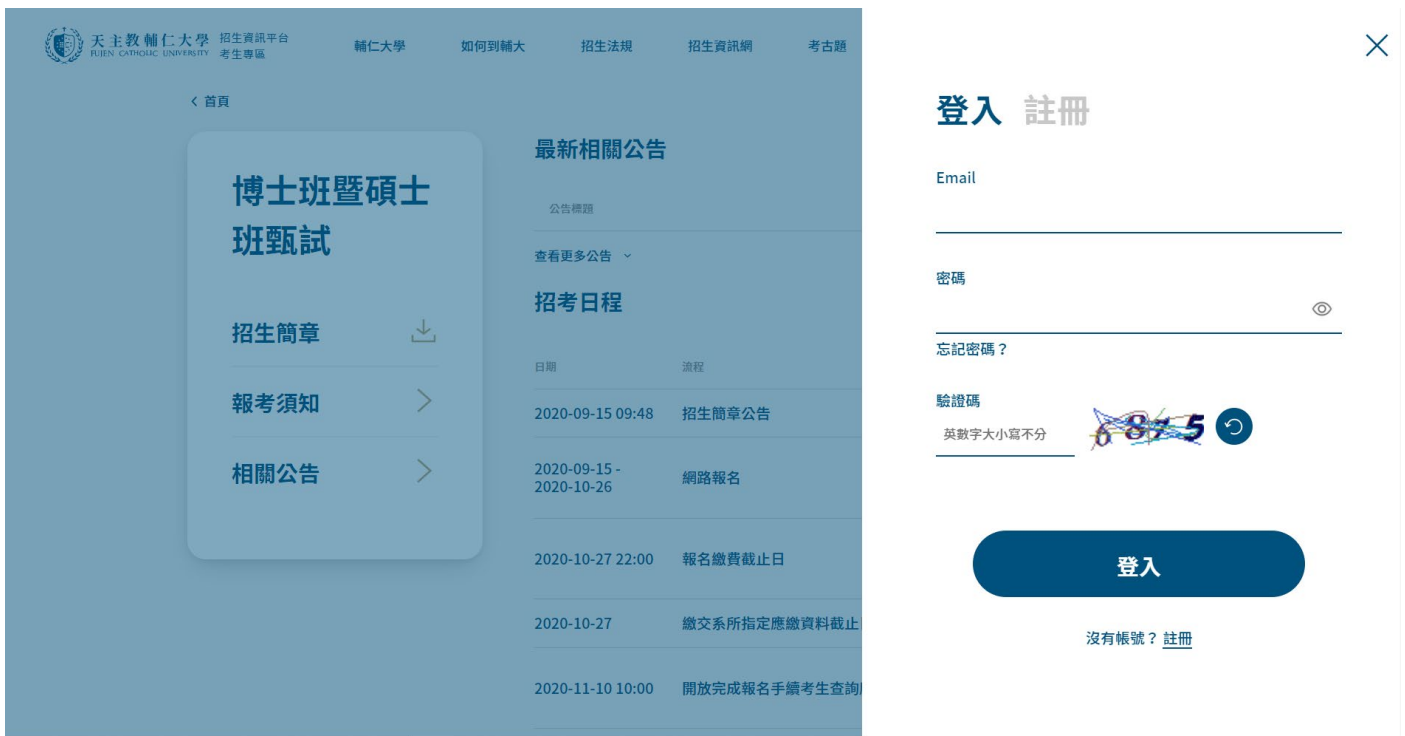 天主教輔仁大學 招生資訊平台
FUJEN CATHOLIC UNIVERSITY 考生專區
輔仁大學 如何到輔大 招生法規 招生資訊網 考古題
首頁
博士班暨碩士
班甄試
招生簡章
報考須知
相關公告
最新相關公告
公告標題
查看更多公告
招考日程
日期 流程
2020-09-15 09:48 招生簡章公告
2020-09-15 -
2020-10-26 網路報名
2020-10-27 22:00 報名繳費截止日
2020-10-27 繳交系所指定應繳資料截止
2020-11-10 10:00 開放完成報名手續考生查詢
登入 註冊
Email
密碼
忘記密碼？
驗證碼
英數字大小寫不分
登入
沒有帳號？註冊